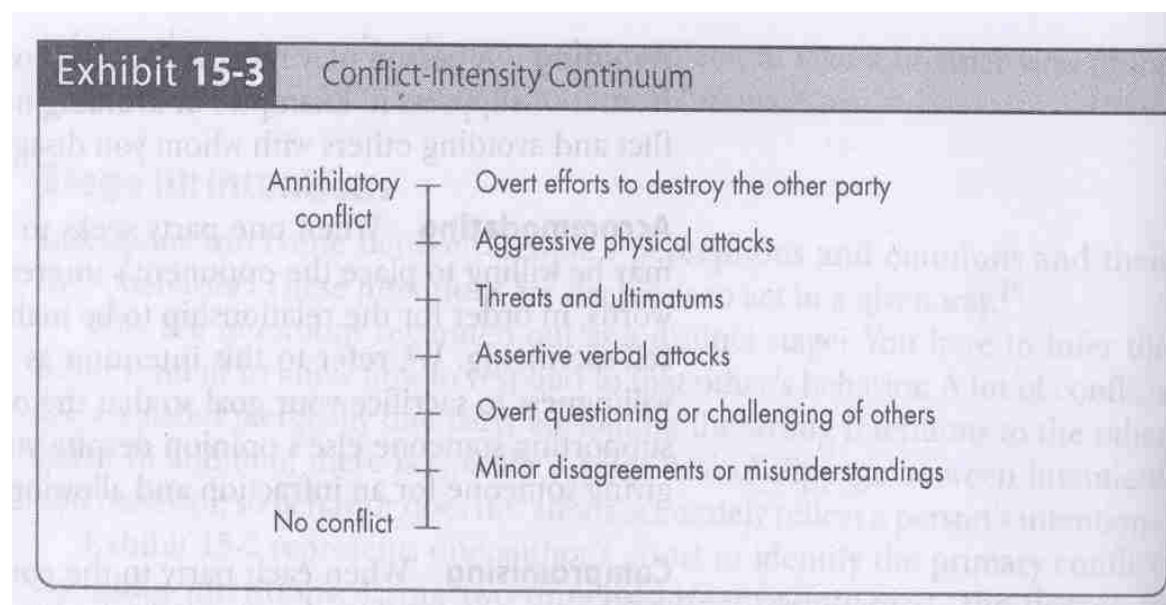 Exhibit 15-3 Conflict-Intensity Continuum
Annihilatory
conflict
Overt efforts to destroy the other party
Aggressive physical attacks
Threats and ultimatums
Assertive verbal attacks
Overt questioning or challenging of others
Minor disagreements or misunderstandings
No conflict